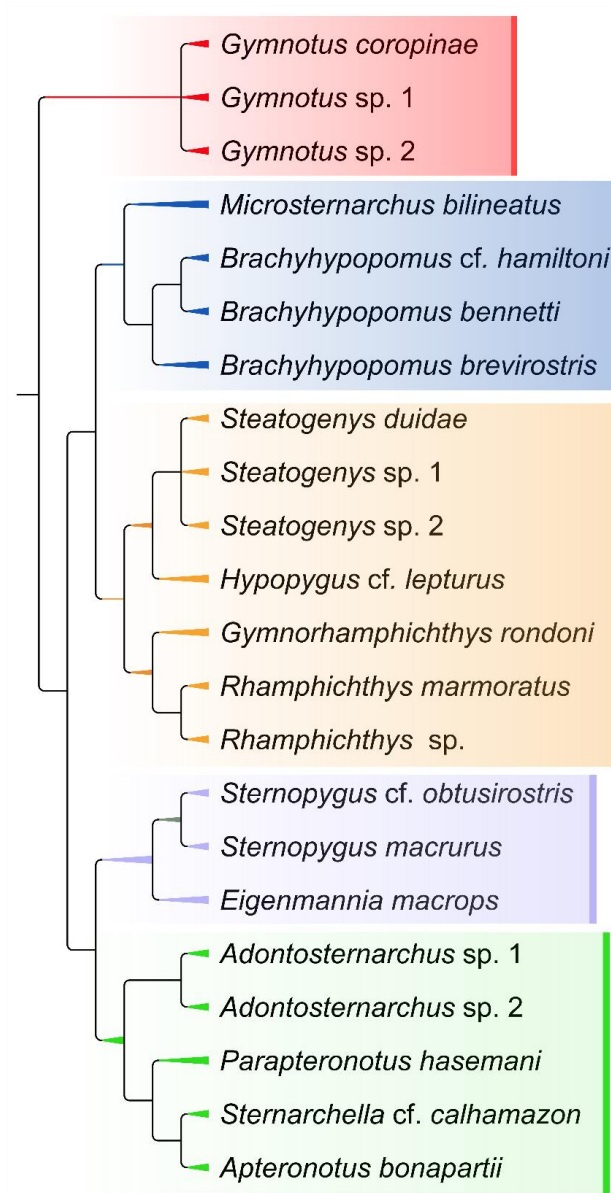 Gymnotus coropinae
Gymnotus sp. 1
Gymnotus sp. 2
Microsternarchus bilineatus
Brachyhypopomus cf. hamiltoni
Brachyhypopomus bennetti
Brachyhypopomus brevirostris
Steatogenys duidae
Steatogenys sp. 1
Steatogenys sp. 2
Hypopygus cf. lepturus
Gymnorhamphichthys rondoni
Rhamphichthys marmoratus
Rhamphichthys sp.
Sternopygus cf. obtusirostris
Sternopygus macrurus
Eigenmannia macrops
Adontosternarchus sp. 1
Adontosternarchus sp. 2
Parapteronotus hasemani
Sternarchella cf. calhamazon
Apteronotus bonapartii